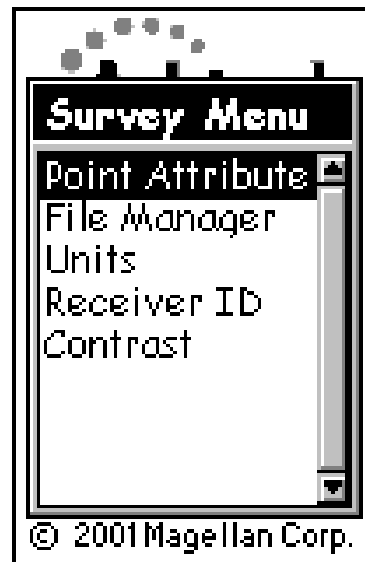 Survey Menu
Point Attribute
File Manager
Units
Receiver ID
Contrast
© 2001 Magellan Corp.